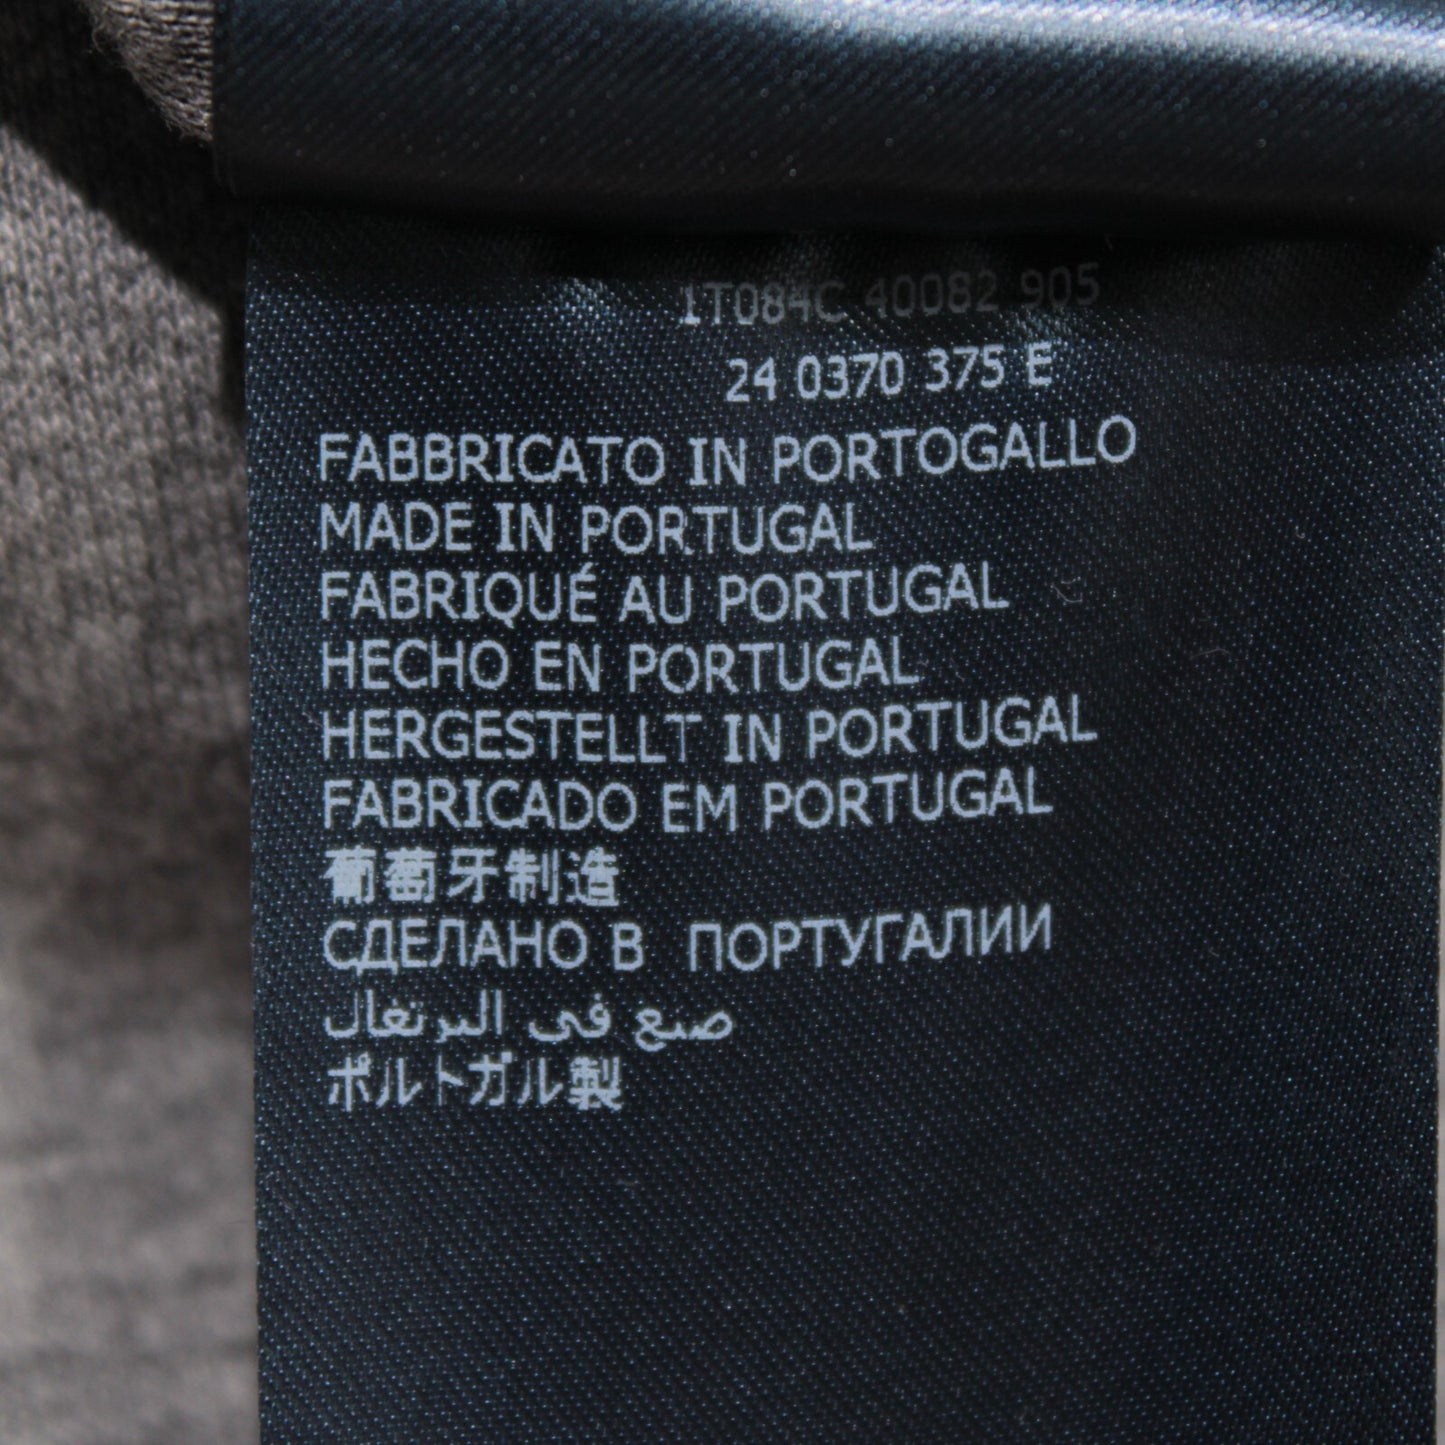 1T084C 40082 905
24 0370 375 E
FABBRICATO IN PORTOGALLO
MADE IN PORTUGAL
FABRIQUÉ AU PORTUGAL
HECHO EN PORTUGAL
HERGESTELLT IN PORTUGAL
FABRICADO EM PORTUGAL
葡萄牙制造
СДЕЛАНО В ПОРТУГАЛИИ
صنع في البرتغال
ポルトガル製